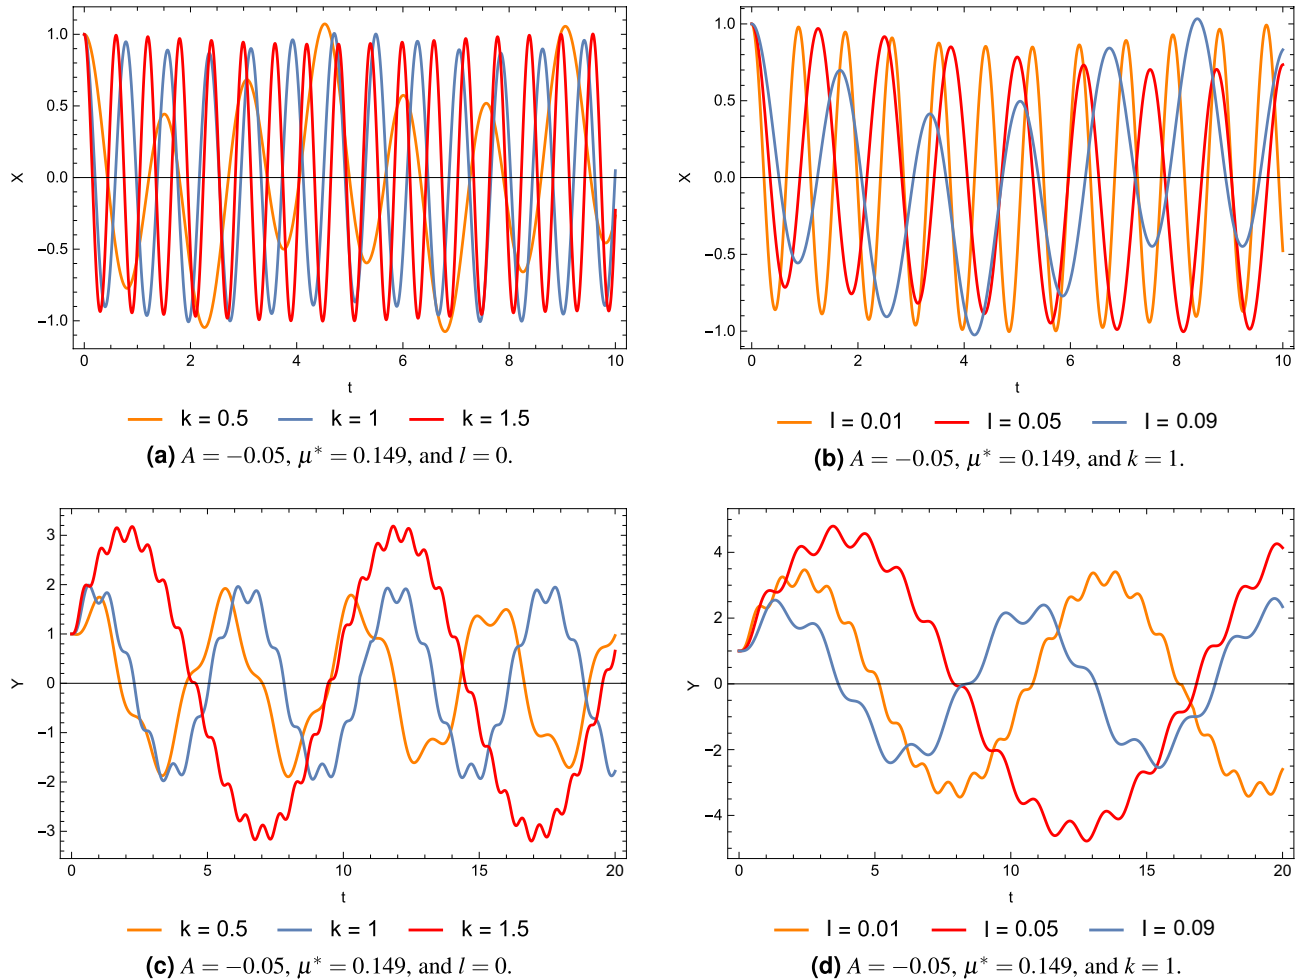 1.0
0.5
0.0
−0.5
−1.0
X
0 2 4 6 8 10
t
k = 0.5 k = 1 k = 1.5
(a) A = −0.05, μ* = 0.149, and l = 0.
1.0
0.5
0.0
−0.5
−1.0
X
0 2 4 6 8 10
t
l = 0.01 l = 0.05 l = 0.09
(b) A = −0.05, μ* = 0.149, and k = 1.
3
2
1
0
−1
−2
−3
Y
0 5 10 15 20
t
k = 0.5 k = 1 k = 1.5
(c) A = −0.05, μ* = 0.149, and l = 0.
4
2
0
−2
−4
Y
0 5 10 15 20
t
l = 0.01 l = 0.05 l = 0.09
(d) A = −0.05, μ* = 0.149, and k = 1.